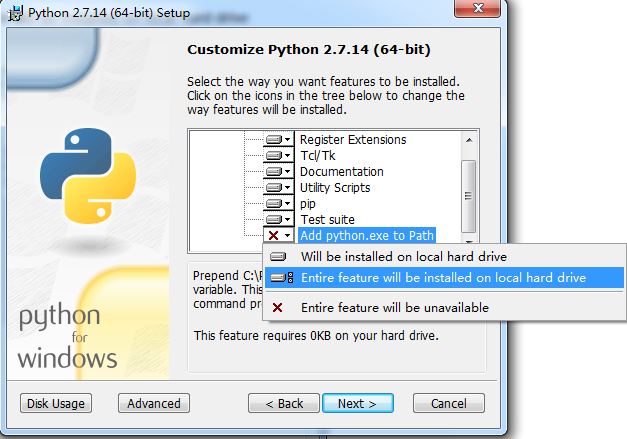 Python 2.7.14 (64-bit) Setup
Customize Python 2.7.14 (64-bit)
Select the way you want features to be installed.
Click on the icons in the tree below to change the
way features will be installed.
Register Extensions
Tcl/Tk
Documentation
Utility Scripts
pip
Test suite
Add python.exe to Path
Will be installed on local hard drive
Entire feature will be installed on local hard drive
Entire feature will be unavailable
Prepend C:\
variable. This
command
This feature requires 0KB on your hard drive.
python
for
windows
Disk Usage
Advanced
< Back
Next >
Cancel